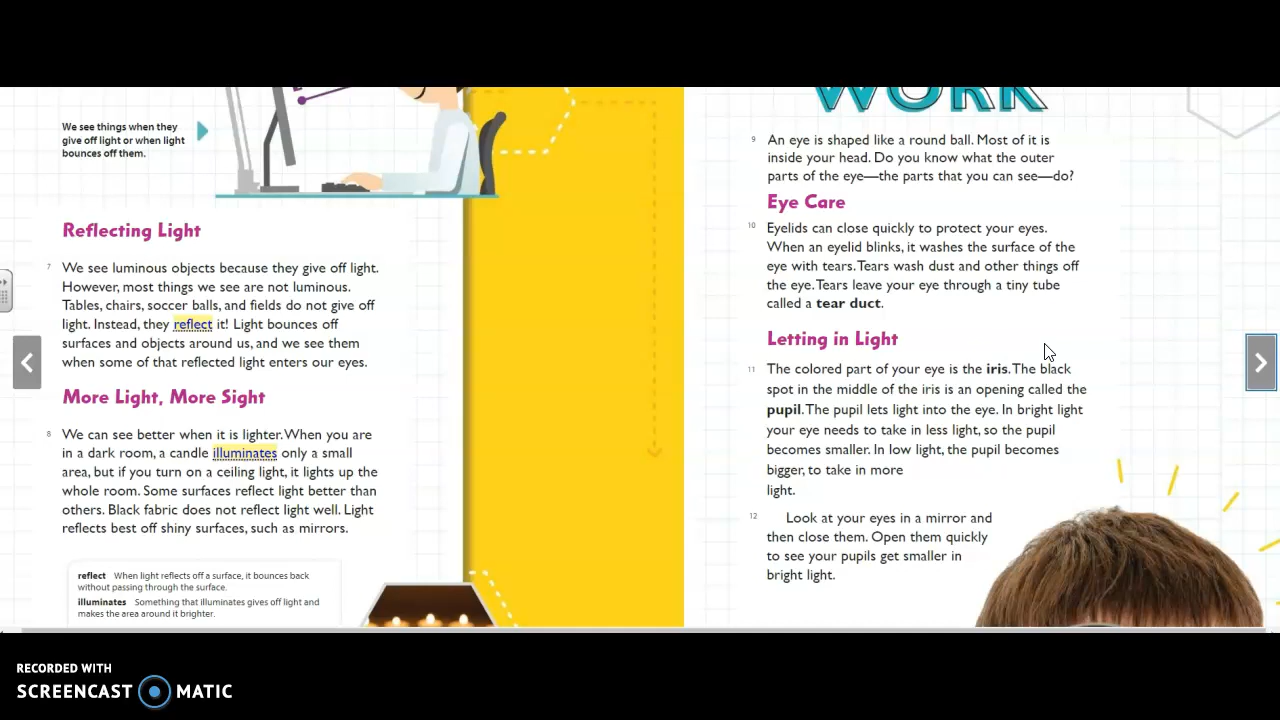 We see things when they
give off light or when light
bounces off them.
Reflecting Light
7 We see luminous objects because they give off light.
However, most things we see are not luminous.
Tables, chairs, soccer balls, and fields do not give off
light. Instead, they reflect it! Light bounces off
surfaces and objects around us, and we see them
when some of that reflected light enters our eyes.
More Light, More Sight
8 We can see better when it is lighter. When you are
in a dark room, a candle illuminates only a small
area, but if you turn on a ceiling light, it lights up the
whole room. Some surfaces reflect light better than
others. Black fabric does not reflect light well. Light
reflects best off shiny surfaces, such as mirrors.
reflect When light reflects off a surface, it bounces back
without passing through the surface.
illuminates Something that illuminates gives off light and
makes the area around it brighter.
WORK
9 An eye is shaped like a round ball. Most of it is
inside your head. Do you know what the outer
parts of the eye—the parts that you can see—do?
Eye Care
10 Eyelids can close quickly to protect your eyes.
When an eyelid blinks, it washes the surface of the
eye with tears. Tears wash dust and other things off
the eye. Tears leave your eye through a tiny tube
called a tear duct.
Letting in Light
11 The colored part of your eye is the iris. The black
spot in the middle of the iris is an opening called the
pupil. The pupil lets light into the eye. In bright light
your eye needs to take in less light, so the pupil
becomes smaller. In low light, the pupil becomes
bigger, to take in more
light.
12 Look at your eyes in a mirror and
then close them. Open them quickly
to see your pupils get smaller in
bright light.
RECORDED WITH
SCREENCAST MATIC